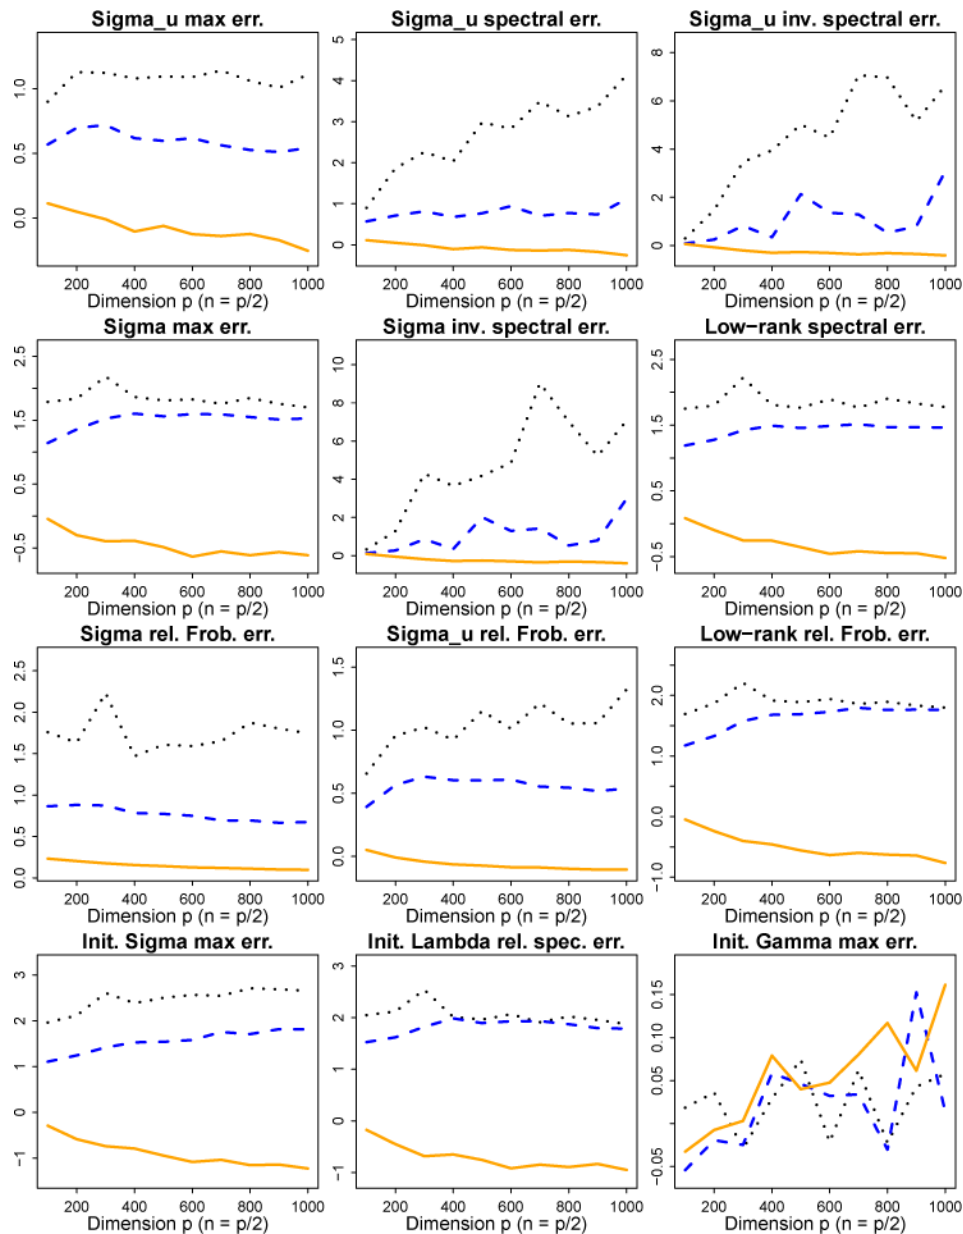 Sigma_u max err.
0.0 0.5 1.0
200 400 600 800 1000
Dimension p (n = p/2)
Sigma_u spectral err.
0 1 2 3 4 5
200 400 600 800 1000
Dimension p (n = p/2)
Sigma_u inv. spectral err.
0 2 4 6 8
200 400 600 800 1000
Dimension p (n = p/2)
Sigma max err.
−0.5 0.5 1.5 2.5
200 400 600 800 1000
Dimension p (n = p/2)
Sigma inv. spectral err.
0 2 4 6 8 10
200 400 600 800 1000
Dimension p (n = p/2)
Low−rank spectral err.
−0.5 0.5 1.5 2.5
200 400 600 800 1000
Dimension p (n = p/2)
Sigma rel. Frob. err.
0.0 0.5 1.0 1.5 2.0 2.5
200 400 600 800 1000
Dimension p (n = p/2)
Sigma_u rel. Frob. err.
0.0 0.5 1.0 1.5
200 400 600 800 1000
Dimension p (n = p/2)
Low−rank rel. Frob. err.
−1.0 0.0 1.0 2.0
200 400 600 800 1000
Dimension p (n = p/2)
Init. Sigma max err.
−1 0 1 2 3
200 400 600 800 1000
Dimension p (n = p/2)
Init. Lambda rel. spec. err.
−1 0 1 2 3
200 400 600 800 1000
Dimension p (n = p/2)
Init. Gamma max err.
−0.05 0.05 0.10 0.15
200 400 600 800 1000
Dimension p (n = p/2)